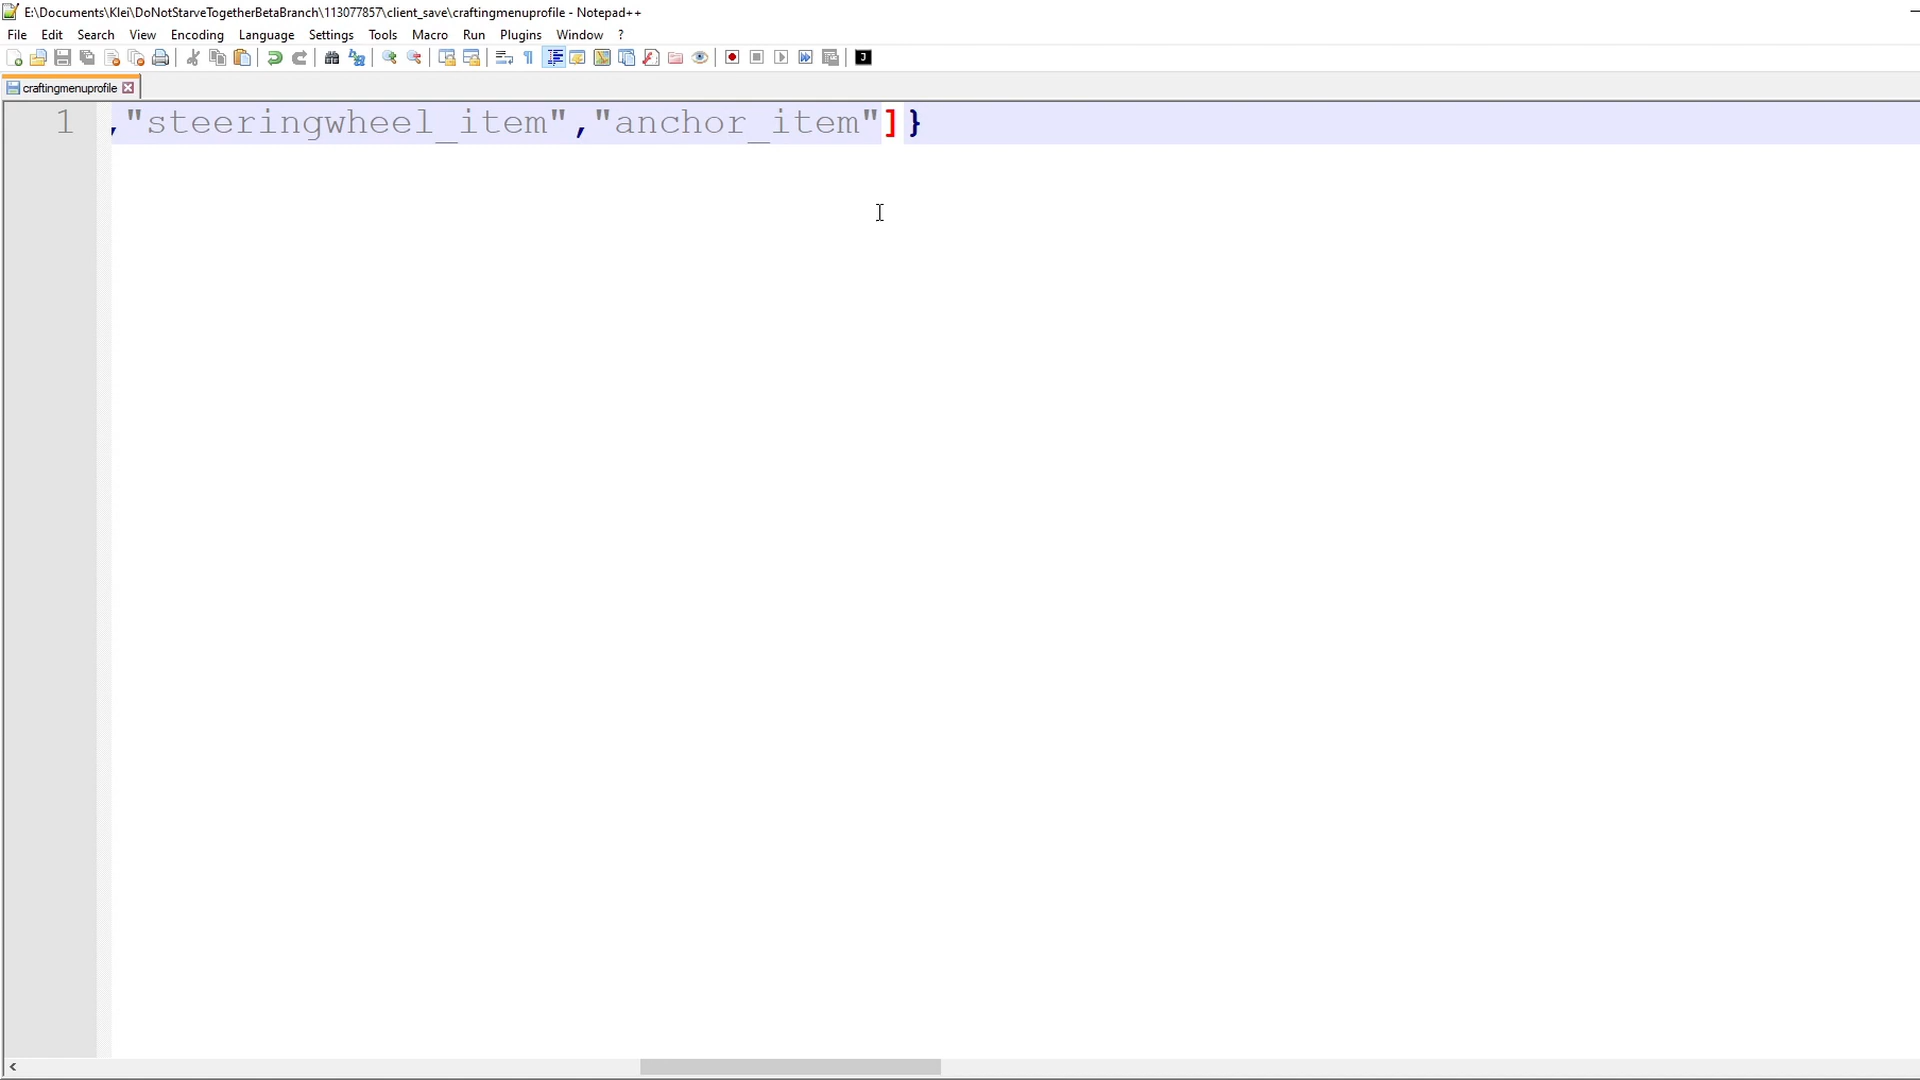 E:\Documents\Klei\DoNotStarveTogetherBetaBranch\113077857\client_save\craftingmenuprofile - Notepad++
File Edit Search View Encoding Language Settings Tools Macro Run Plugins Window ?
craftingmenuprofile
1 ,"steeringwheel_item","anchor_item"]}